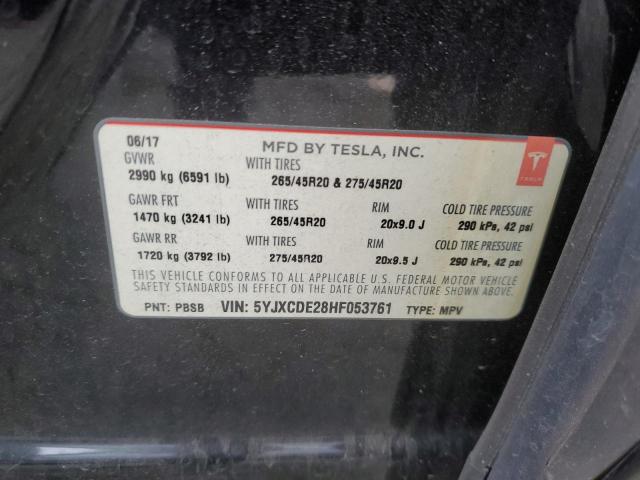 06/17
MFD BY TESLA, INC.
GVWR WITH TIRES
2990 kg (6591 lb) 265/45R20 & 275/45R20
GAWR FRT WITH TIRES RIM COLD TIRE PRESSURE
1470 kg (3241 lb) 265/45R20 20x9.0 J 290 kPa, 42 psi
GAWR RR WITH TIRES RIM COLD TIRE PRESSURE
1720 kg (3792 lb) 275/45R20 20x9.5 J 290 kPa, 42 psi
THIS VEHICLE CONFORMS TO ALL APPLICABLE U.S. FEDERAL MOTOR VEHICLE
SAFETY STANDARDS IN EFFECT ON THE DATE OF MANUFACTURE SHOWN ABOVE.
PNT: PBSB VIN: 5YJXCDE28HF053761 TYPE: MPV
TESLA